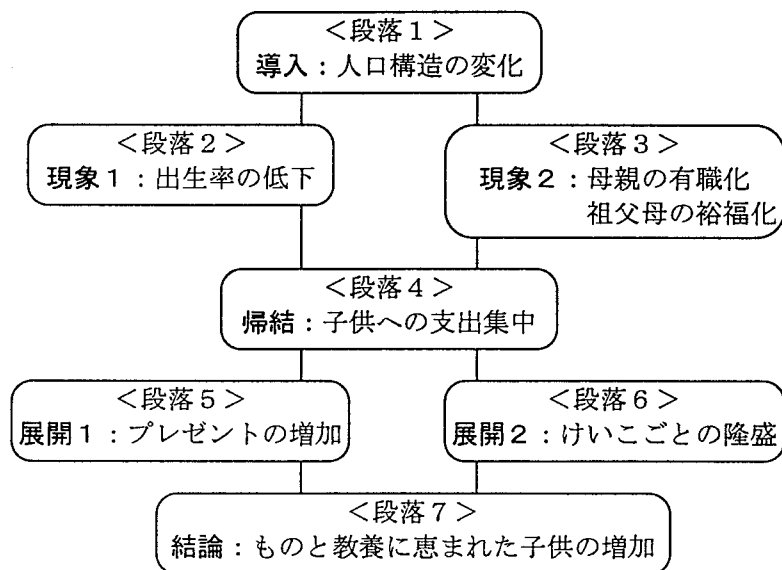 ＜段落１＞
導入：人口構造の変化
＜段落２＞
現象１：出生率の低下
＜段落３＞
現象２：母親の有職化
祖父母の裕福化
＜段落４＞
帰結：子供への支出集中
＜段落５＞
展開１：プレゼントの増加
＜段落６＞
展開２：けいこごとの隆盛
＜段落７＞
結論：ものと教養に恵まれた子供の増加